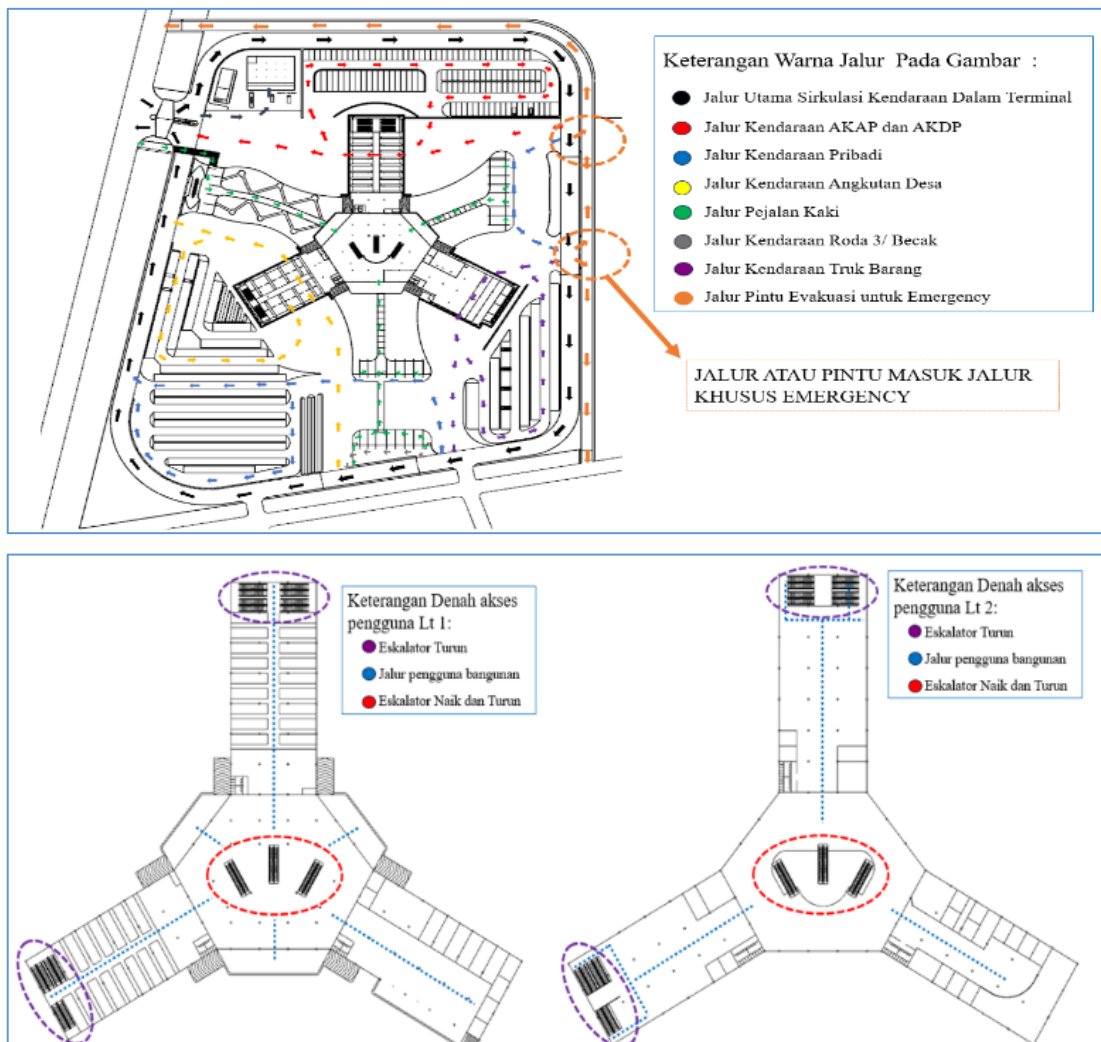 Keterangan Warna Jalur Pada Gambar :
Jalur Utama Sirkulasi Kendaraan Dalam Terminal
Jalur Kendaraan AKAP dan AKDP
Jalur Kendaraan Pribadi
Jalur Kendaraan Angkutan Desa
Jalur Pejalan Kaki
Jalur Kendaraan Roda 3/ Becak
Jalur Kendaraan Truk Barang
Jalur Pintu Evakuasi untuk Emergency
JALUR ATAU PINTU MASUK JALUR
KHUSUS EMERGENCY
Keterangan Denah akses
pengguna Lt 1:
Eskalator Turun
Jalur pengguna bangunan
Eskalator Naik dan Turun
Keterangan Denah akses
pengguna Lt 2:
Eskalator Turun
Jalur pengguna bangunan
Eskalator Naik dan Turun